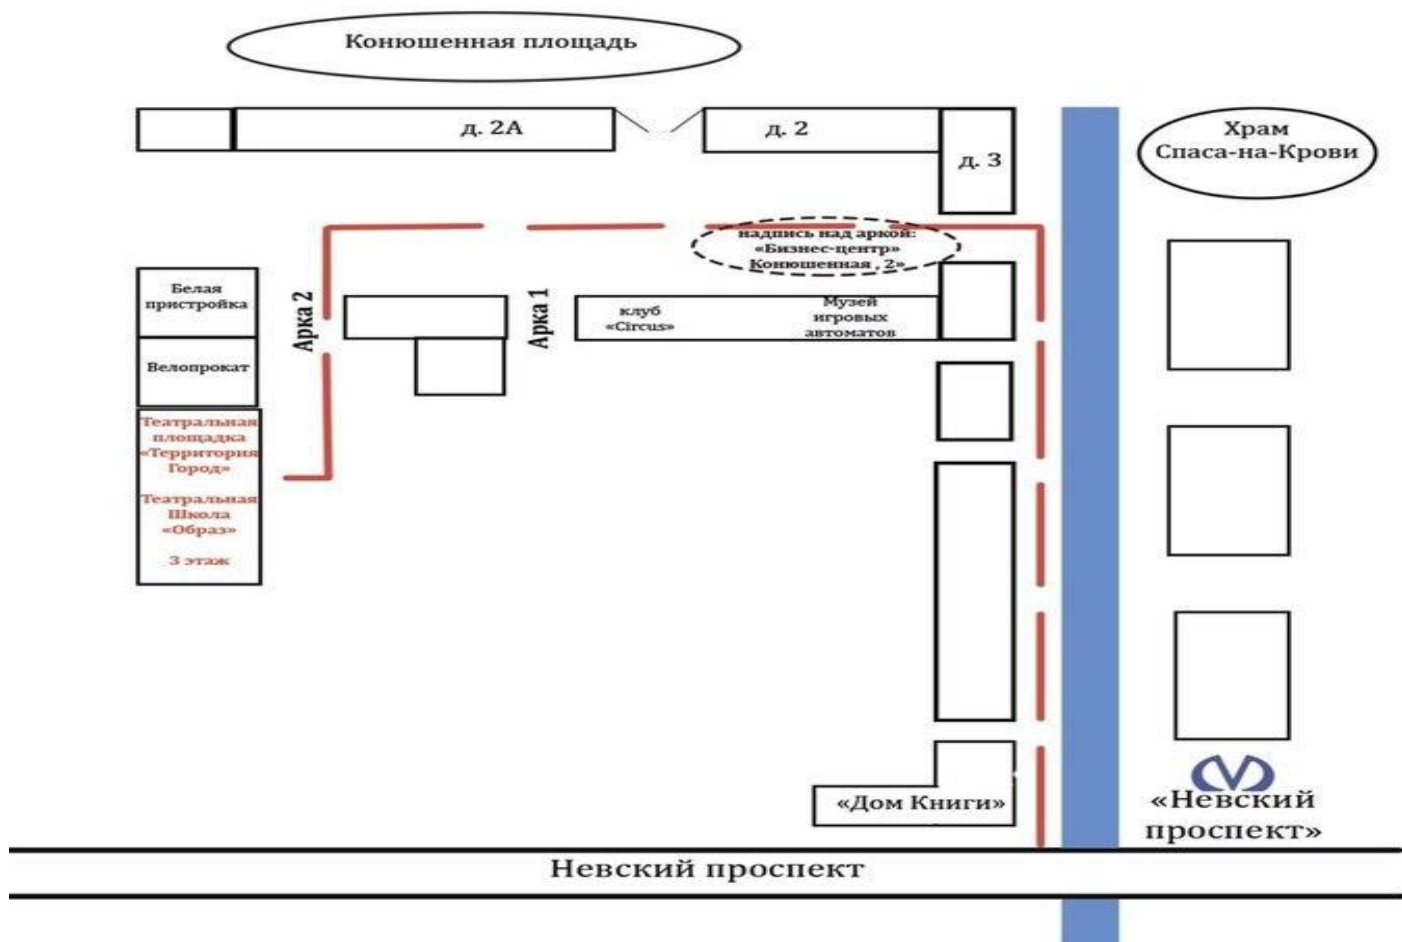 Конюшенная площадь
д. 2А
д. 2
д. 3
Храм
Спаса-на-Крови
надпись над аркой:
«Бизнес-центр»
Конюшенная , 2»
Белая
пристройка
Арка 2
Арка 1
клуб
«Circus»
Музей
игровых
автоматов
Велопрокат
Театральная
площадка
«Территория
Город»
Театральная
Школа
«Образ»
3 этаж
«Дом Книги»
«Невский
проспект»
Невский проспект